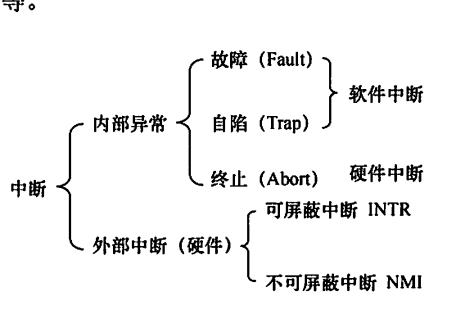 等。
故障（Fault）
软件中断
内部异常
自陷（Trap）
中断
终止（Abort）
硬件中断
可屏蔽中断 INTR
外部中断（硬件）
不可屏蔽中断 NMI